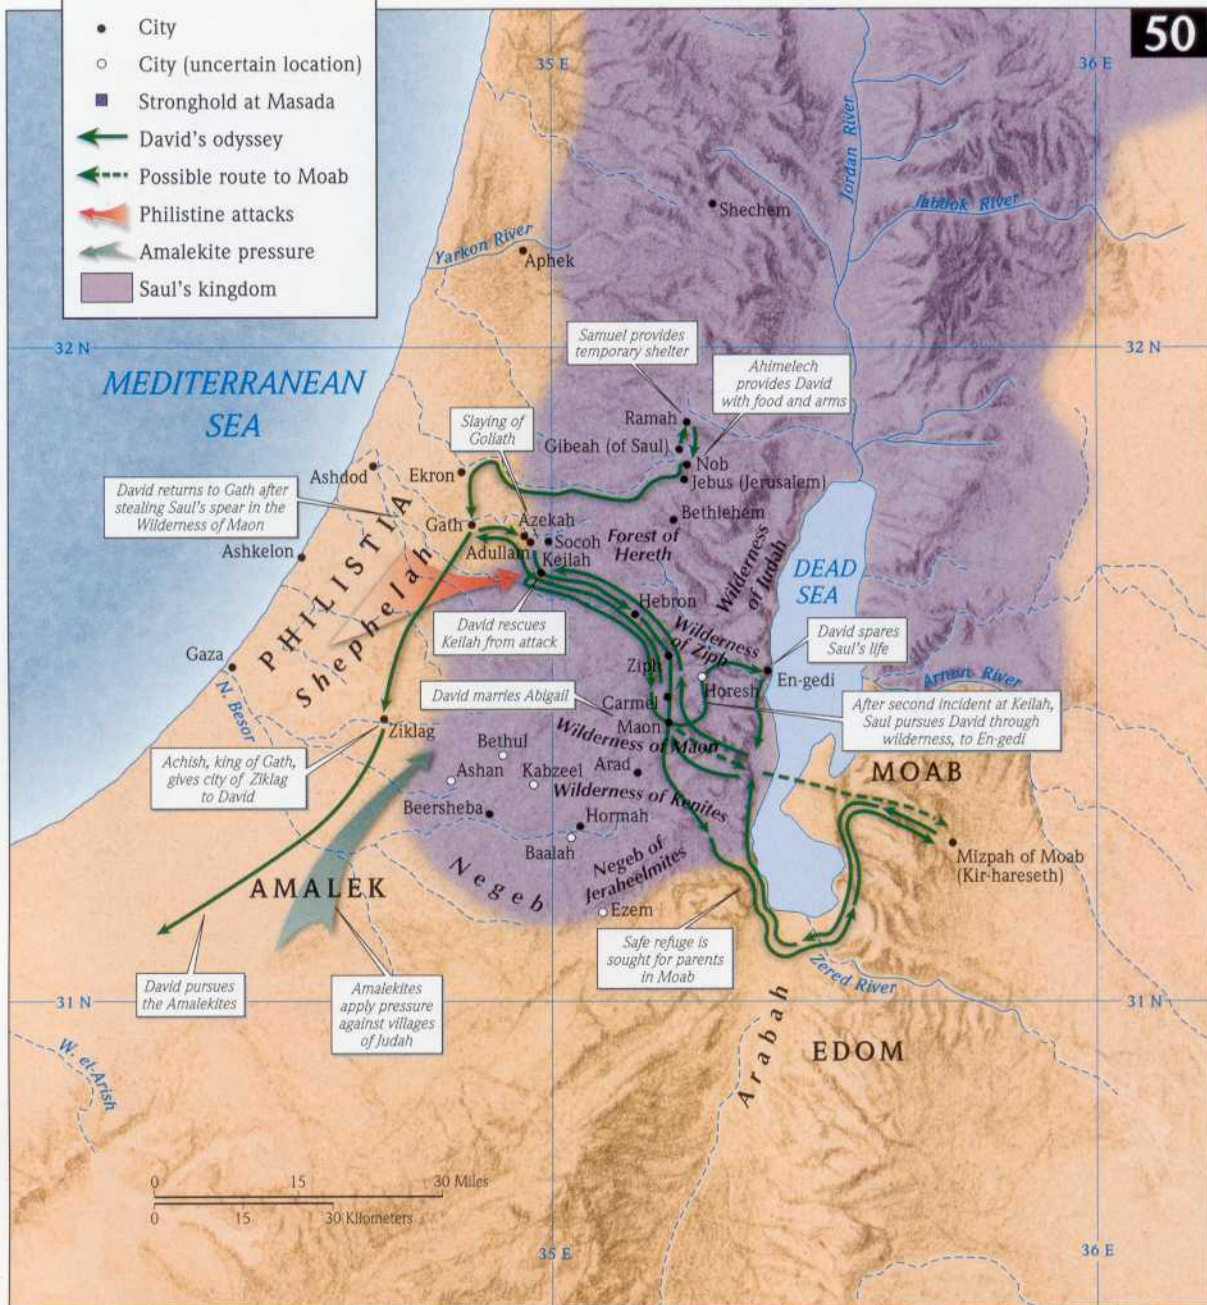 50
City
City (uncertain location)
Stronghold at Masada
David's odyssey
Possible route to Moab
Philistine attacks
Amalekite pressure
Saul's kingdom
35 E
36 E
Jordan River
Jabbok River
Shechem
Yarkon River
Aphek
32 N
32 N
MEDITERRANEAN
SEA
Samuel provides
temporary shelter
Ahimelech
provides David
with food and arms
Ramah
Gibeah (of Saul)
Nob
Jebus (Jerusalem)
Slaying of
Goliath
Ashdod
Ekron
David returns to Gath after
stealing Saul's spear in the
Wilderness of Maon
Gath
Azekah
Bethlehem
Adullam
Socoh
Keilah
Forest of
Hereth
Ashkelon
PHILISTIA
Shephelah
Wilderness
of Judah
DEAD
SEA
Hebron
David rescues
Keilah from attack
Wilderness
of Ziph
David spares
Saul's life
Gaza
Ziph
Horesh
En-gedi
Arnon River
N. Besor
David marries Abigail
Carmel
Maon
After second incident at Keilah,
Saul pursues David through
wilderness, to En-gedi
Ziklag
Wilderness of Maon
Bethul
Achish, king of Gath,
gives city of Ziklag
to David
Ashan
Kabzeel
Arad
MOAB
Wilderness of Kenites
Beersheba
Hormah
Baalah
Mizpah of Moab
(Kir-hareseth)
Negeb
Negeb of
Jeraheelmites
AMALEK
Ezem
Safe refuge is
sought for parents
in Moab
Zered River
David pursues
the Amalekites
Amalekites
apply pressure
against villages
of Judah
31 N
31 N
W. el-Arish
Arabah
EDOM
0 15 30 Miles
0 15 30 Kilometers
35 E
36 E